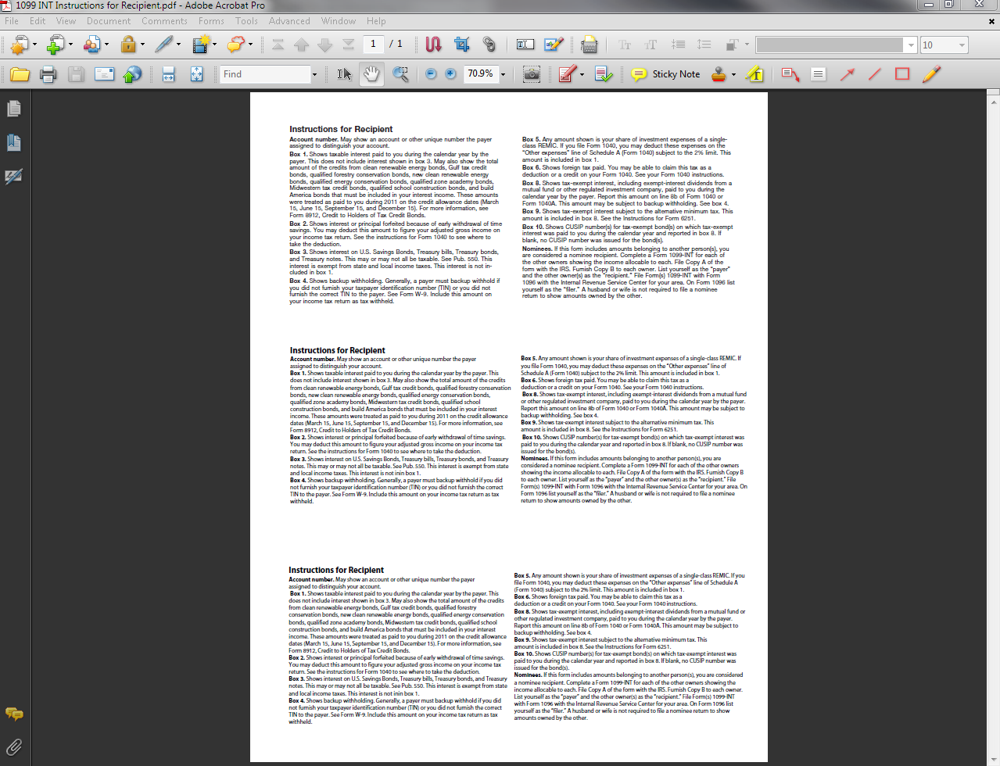 1099 INT Instructions for Recipient.pdf - Adobe Acrobat Pro
File Edit View Document Comments Forms Tools Advanced Window Help
1 / 1
10
Find
70.9%
Sticky Note
Instructions for Recipient
Account number. May show an account or other unique number the payer
assigned to distinguish your account.
Box 1. Shows taxable interest paid to you during the calendar year by the
payer. This does not include interest shown in box 3. May also show the total
amount of the credits from clean renewable energy bonds, Gulf tax credit
bonds, qualified forestry conservation bonds, new clean renewable energy
bonds, qualified energy conservation bonds, qualified zone academy bonds,
Midwestern tax credit bonds, qualified school construction bonds, and build
America bonds that must be included in your interest income. These amounts
were treated as paid to you during 2011 on the credit allowance dates (March
15, June 15, September 15, and December 15). For more information, see
Form 8912, Credit to Holders of Tax Credit Bonds.
Box 2. Shows interest or principal forfeited because of early withdrawal of time
savings. You may deduct this amount to figure your adjusted gross income on
your income tax return. See the instructions for Form 1040 to see where to
take the deduction.
Box 3. Shows interest on U.S. Savings Bonds, Treasury bills, Treasury bonds,
and Treasury notes. This may or may not all be taxable. See Pub. 550. This
interest is exempt from state and local income taxes. This interest is not in-
cluded in box 1.
Box 4. Shows backup withholding. Generally, a payer must backup withhold if
you did not furnish your taxpayer identification number (TIN) or you did not
furnish the correct TIN to the payer. See Form W-9. Include this amount on
your income tax return as tax withheld.
Box 5. Any amount shown is your share of investment expenses of a single-
class REMIC. If you file Form 1040, you may deduct these expenses on the
"Other expenses" line of Schedule A (Form 1040) subject to the 2% limit. This
amount is included in box 1.
Box 6. Shows foreign tax paid. You may be able to claim this tax as a
deduction or a credit on your Form 1040. See your Form 1040 instructions.
Box 8. Shows tax-exempt interest, including exempt-interest dividends from a
mutual fund or other regulated investment company, paid to you during the
calendar year by the payer. Report this amount on line 8b of Form 1040 or
Form 1040A. This amount may be subject to backup withholding. See box 4.
Box 9. Shows tax-exempt interest subject to the alternative minimum tax. This
amount is included in box 8. See the Instructions for Form 6251.
Box 10. Shows CUSIP number(s) for tax-exempt bond(s) on which tax-exempt
interest was paid to you during the calendar year and reported in box 8. If
blank, no CUSIP number was issued for the bond(s).
Nominees. If this form includes amounts belonging to another person(s), you
are considered a nominee recipient. Complete a Form 1099-INT for each of
the other owners showing the income allocable to each. File Copy A of the
form with the IRS. Furnish Copy B to each owner. List yourself as the "payer"
and the other owner(s) as the "recipient." File Form(s) 1099-INT with Form
1096 with the Internal Revenue Service Center for your area. On Form 1096 list
yourself as the "filer." A husband or wife is not required to file a nominee
return to show amounts owned by the other.
Instructions for Recipient
Account number. May show an account or other unique number the payer
assigned to distinguish your account.
Box 1. Shows taxable interest paid to you during the calendar year by the payer. This
does not include interest shown in box 3. May also show the total amount of the credits
from clean renewable energy bonds, Gulf tax credit bonds, qualified forestry conservation
bonds, new clean renewable energy bonds, qualified energy conservation bonds,
qualified zone academy bonds, Midwestern tax credit bonds, qualified school
construction bonds, and build America bonds that must be included in your interest
income. These amounts were treated as paid to you during 2011 on the credit allowance
dates (March 15, June 15, September 15, and December 15). For more information, see
Form 8912, Credit to Holders of Tax Credit Bonds.
Box 2. Shows interest or principal forfeited because of early withdrawal of time savings.
You may deduct this amount to figure your adjusted gross income on your income tax
return. See the instructions for Form 1040 to see where to take the deduction.
Box 3. Shows interest on U.S. Savings Bonds, Treasury bills, Treasury bonds, and Treasury
notes. This may or may not all be taxable. See Pub. 550. This interest is exempt from state
and local income taxes. This interest is not inin box 1.
Box 4. Shows backup withholding. Generally, a payer must backup withhold if you did
not furnish your taxpayer identification number (TIN) or you did not furnish the correct
TIN to the payer. See Form W-9. Include this amount on your income tax return as tax
withheld.
Box 5. Any amount shown is your share of investment expenses of a single-class REMIC. If
you file Form 1040, you may deduct these expenses on the "Other expenses" line of
Schedule A (Form 1040) subject to the 2% limit. This amount is included in box 1.
Box 6. Shows foreign tax paid. You may be able to claim this tax as a
deduction or a credit on your Form 1040. See your Form 1040 instructions.
Box 8. Shows tax-exempt interest, including exempt-interest dividends from a mutual fund
or other regulated investment company, paid to you during the calendar year by the payer.
Report this amount on line 8b of Form 1040 or Form 1040A. This amount may be subject to
backup withholding. See box 4.
Box 9. Shows tax-exempt interest subject to the alternative minimum tax. This
amount is included in box 8. See the Instructions for Form 6251.
Box 10. Shows CUSIP number(s) for tax-exempt bond(s) on which tax-exempt interest was
paid to you during the calendar year and reported in box 8. If blank, no CUSIP number was
issued for the bond(s).
Nominees. If this form includes amounts belonging to another person(s), you are
considered a nominee recipient. Complete a Form 1099-INT for each of the other owners
showing the income allocable to each. File Copy A of the form with the IRS. Furnish Copy B
to each owner. List yourself as the "payer" and the other owner(s) as the "recipient." File
Form(s) 1099-INT with Form 1096 with the Internal Revenue Service Center for your area. On
Form 1096 list yourself as the "filer." A husband or wife is not required to file a nominee
return to show amounts owned by the other.
Instructions for Recipient
Account number. May show an account or other unique number the payer
assigned to distinguish your account.
Box 1. Shows taxable interest paid to you during the calendar year by the payer. This
does not include interest shown in box 3. May also show the total amount of the credits
from clean renewable energy bonds, Gulf tax credit bonds, qualified forestry
conservation bonds, new clean renewable energy bonds, qualified energy conservation
bonds, qualified zone academy bonds, Midwestern tax credit bonds, qualified school
construction bonds, and build America bonds that must be included in your interest
income. These amounts were treated as paid to you during 2011 on the credit allowance
dates (March 15, June 15, September 15, and December 15). For more information, see
Form 8912, Credit to Holders of Tax Credit Bonds.
Box 2. Shows interest or principal forfeited because of early withdrawal of time savings.
You may deduct this amount to figure your adjusted gross income on your income tax
return. See the instructions for Form 1040 to see where to take the deduction.
Box 3. Shows interest on U.S. Savings Bonds, Treasury bills, Treasury bonds, and Treasury
notes. This may or may not all be taxable. See Pub. 550. This interest is exempt from state
and local income taxes. This interest is not inin box 1.
Box 4. Shows backup withholding. Generally, a payer must backup withhold if you did
not furnish your taxpayer identification number (TIN) or you did not furnish the correct
TIN to the payer. See Form W-9. Include this amount on your income tax return as tax
withheld.
Box 5. Any amount shown is your share of investment expenses of a single-class REMIC. If you
file Form 1040, you may deduct these expenses on the "Other expenses" line of Schedule A
(Form 1040) subject to the 2% limit. This amount is included in box 1.
Box 6. Shows foreign tax paid. You may be able to claim this tax as a
deduction or a credit on your Form 1040. See your Form 1040 instructions.
Box 8. Shows tax-exempt interest, including exempt-interest dividends from a mutual fund or
other regulated investment company, paid to you during the calendar year by the payer.
Report this amount on line 8b of Form 1040 or Form 1040A. This amount may be subject to
backup withholding. See box 4.
Box 9. Shows tax-exempt interest subject to the alternative minimum tax. This
amount is included in box 8. See the Instructions for Form 6251.
Box 10. Shows CUSIP number(s) for tax-exempt bond(s) on which tax-exempt interest was
paid to you during the calendar year and reported in box 8. If blank, no CUSIP number was
issued for the bond(s).
Nominees. If this form includes amounts belonging to another person(s), you are considered
a nominee recipient. Complete a Form 1099-INT for each of the other owners showing the
income allocable to each. File Copy A of the form with the IRS. Furnish Copy B to each owner.
List yourself as the "payer" and the other owner(s) as the "recipient." File Form(s) 1099-INT
with Form 1096 with the Internal Revenue Service Center for your area. On Form 1096 list
yourself as the "filer." A husband or wife is not required to file a nominee return to show
amounts owned by the other.